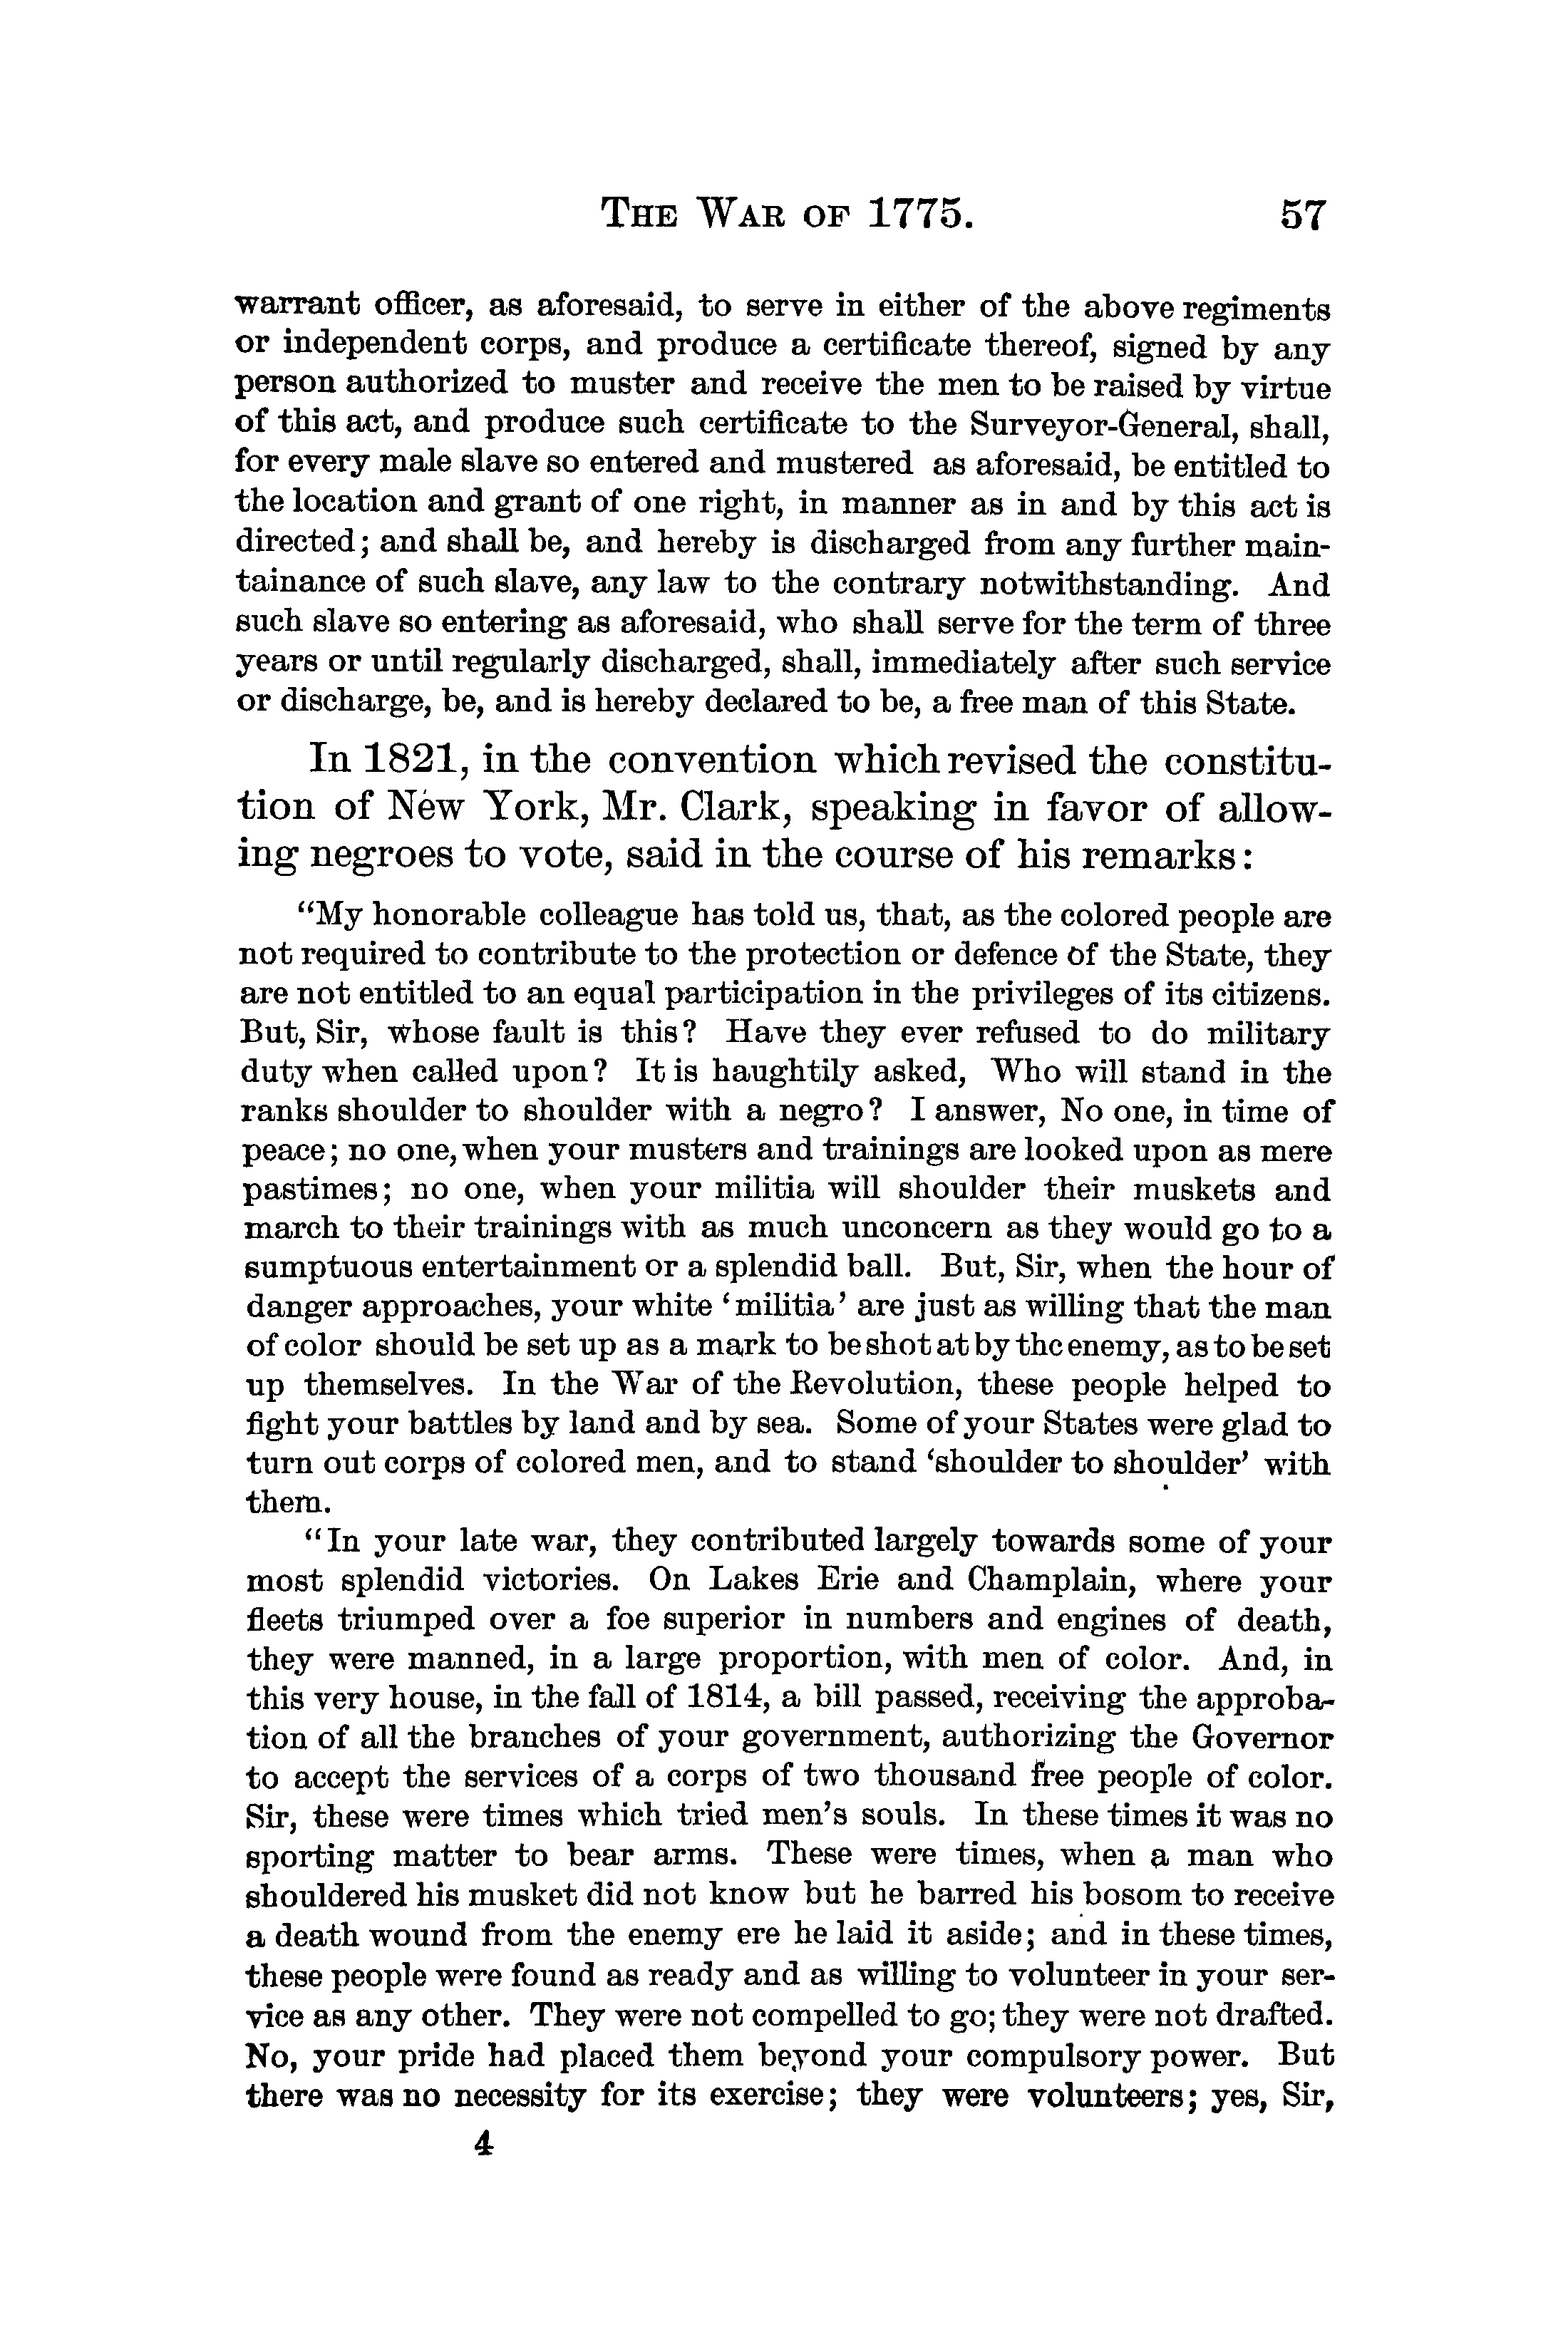 THE WAR OF 1775. 57
warrant officer, as aforesaid, to serve in either of the above regiments
or independent corps, and produce a certificate thereof, signed by any
person authorized to muster and receive the men to be raised by virtue
of this act, and produce such certificate to the Surveyor-General, shall,
for every male slave so entered and mustered as aforesaid, be entitled to
the location and grant of one right, in manner as in and by this act is
directed; and shall be, and hereby is discharged from any further main-
tainance of such slave, any law to the contrary notwithstanding. And
such slave so entering as aforesaid, who shall serve for the term of three
years or until regularly discharged, shall, immediately after such service
or discharge, be, and is hereby declared to be, a free man of this State.
In 1821, in the convention which revised the constitu-
tion of New York, Mr. Clark, speaking in favor of allow-
ing negroes to vote, said in the course of his remarks:
“My honorable colleague has told us, that, as the colored people are
not required to contribute to the protection or defence of the State, they
are not entitled to an equal participation in the privileges of its citizens.
But, Sir, whose fault is this? Have they ever refused to do military
duty when called upon? It is haughtily asked, Who will stand in the
ranks shoulder to shoulder with a negro? I answer, No one, in time of
peace; no one, when your musters and trainings are looked upon as mere
pastimes; no one, when your militia will shoulder their muskets and
march to their trainings with as much unconcern as they would go to a
sumptuous entertainment or a splendid ball. But, Sir, when the hour of
danger approaches, your white ‘militia’ are just as willing that the man
of color should be set up as a mark to be shot at by the enemy, as to be set
up themselves. In the War of the Revolution, these people helped to
fight your battles by land and by sea. Some of your States were glad to
turn out corps of colored men, and to stand ‘shoulder to shoulder’ with
them.
“In your late war, they contributed largely towards some of your
most splendid victories. On Lakes Erie and Champlain, where your
fleets triumped over a foe superior in numbers and engines of death,
they were manned, in a large proportion, with men of color. And, in
this very house, in the fall of 1814, a bill passed, receiving the approba-
tion of all the branches of your government, authorizing the Governor
to accept the services of a corps of two thousand free people of color.
Sir, these were times which tried men’s souls. In these times it was no
sporting matter to bear arms. These were times, when a man who
shouldered his musket did not know but he barred his bosom to receive
a death wound from the enemy ere he laid it aside; and in these times,
these people were found as ready and as willing to volunteer in your ser-
vice as any other. They were not compelled to go; they were not drafted.
No, your pride had placed them beyond your compulsory power. But
there was no necessity for its exercise; they were volunteers; yes, Sir,
4